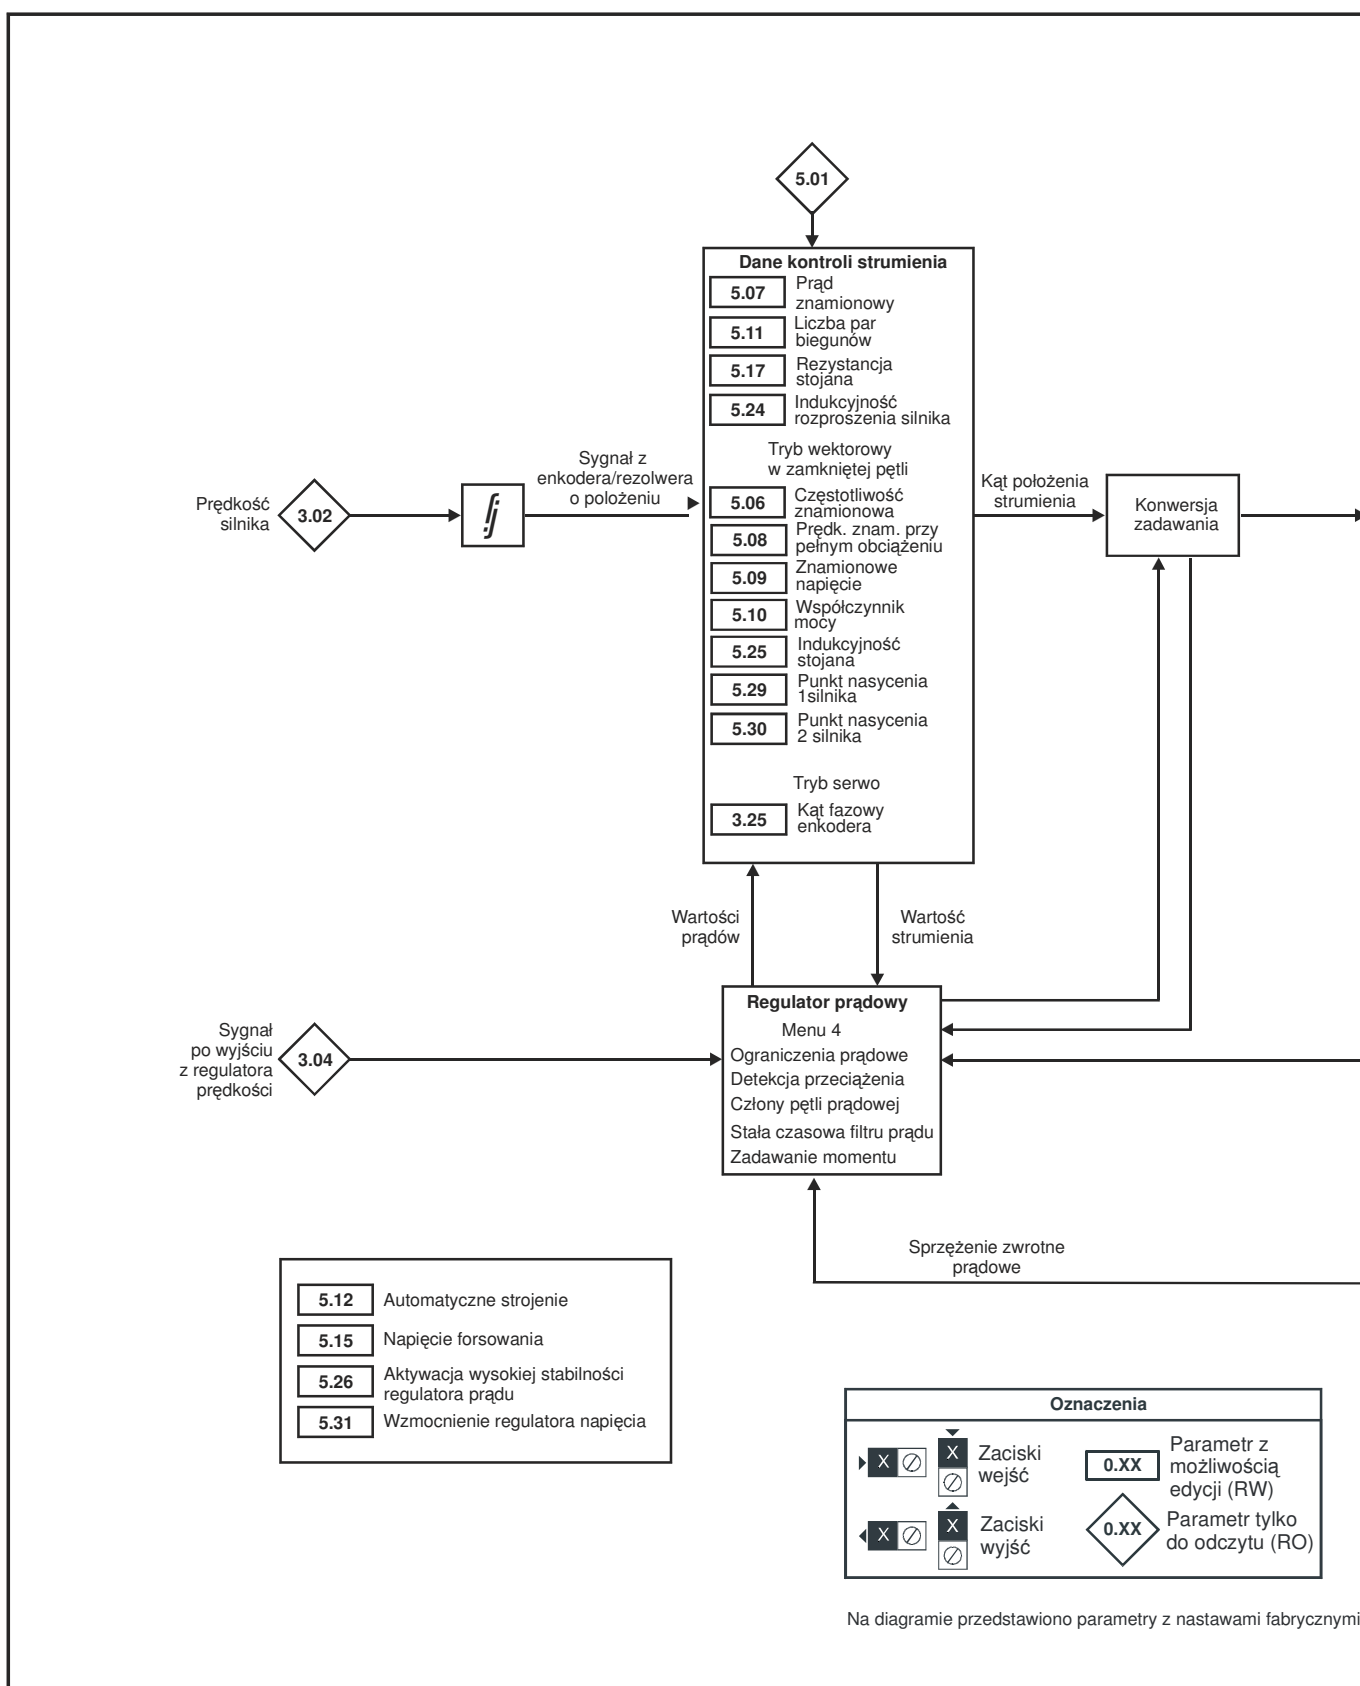 5.01
Dane kontroli strumienia
5.07
Prąd
znamionowy
5.11
Liczba par
biegunów
5.17
Rezystancja
stojana
5.24
Indukcyjność
rozproszenia silnika
Tryb wektorowy
w zamkniętej pętli
5.06
Częstotliwość
znamionowa
5.08
Prędk. znam. przy
pełnym obciążeniu
5.09
Znamionowe
napięcie
5.10
Współczynnik
mocy
5.25
Indukcyjność
stojana
5.29
Punkt nasycenia
1silnika
5.30
Punkt nasycenia
2 silnika
Tryb serwo
3.25
Kąt fazowy
enkodera
Prędkość
silnika
3.02
Sygnał z
enkodera/rezolwera
o położeniu
Kąt położenia
strumienia
Konwersja
zadawania
Wartości
prądów
Wartość
strumienia
Regulator prądowy
Menu 4
Ograniczenia prądowe
Detekcja przeciążenia
Człony pętli prądowej
Stała czasowa filtru prądu
Zadawanie momentu
Sygnał
po wyjściu
z regulatora
prędkości
3.04
Sprzężenie zwrotne
prądowe
5.12 Automatyczne strojenie
5.15 Napięcie forsowania
5.26 Aktywacja wysokiej stabilności
regulatora prądu
5.31 Wzmocnienie regulatora napięcia
Oznaczenia
X
X
Zaciski
wejść
0.XX
Parametr z
możliwością
edycji (RW)
X
X
Zaciski
wyjść
0.XX
Parametr tylko
do odczytu (RO)
Na diagramie przedstawiono parametry z nastawami fabrycznymi